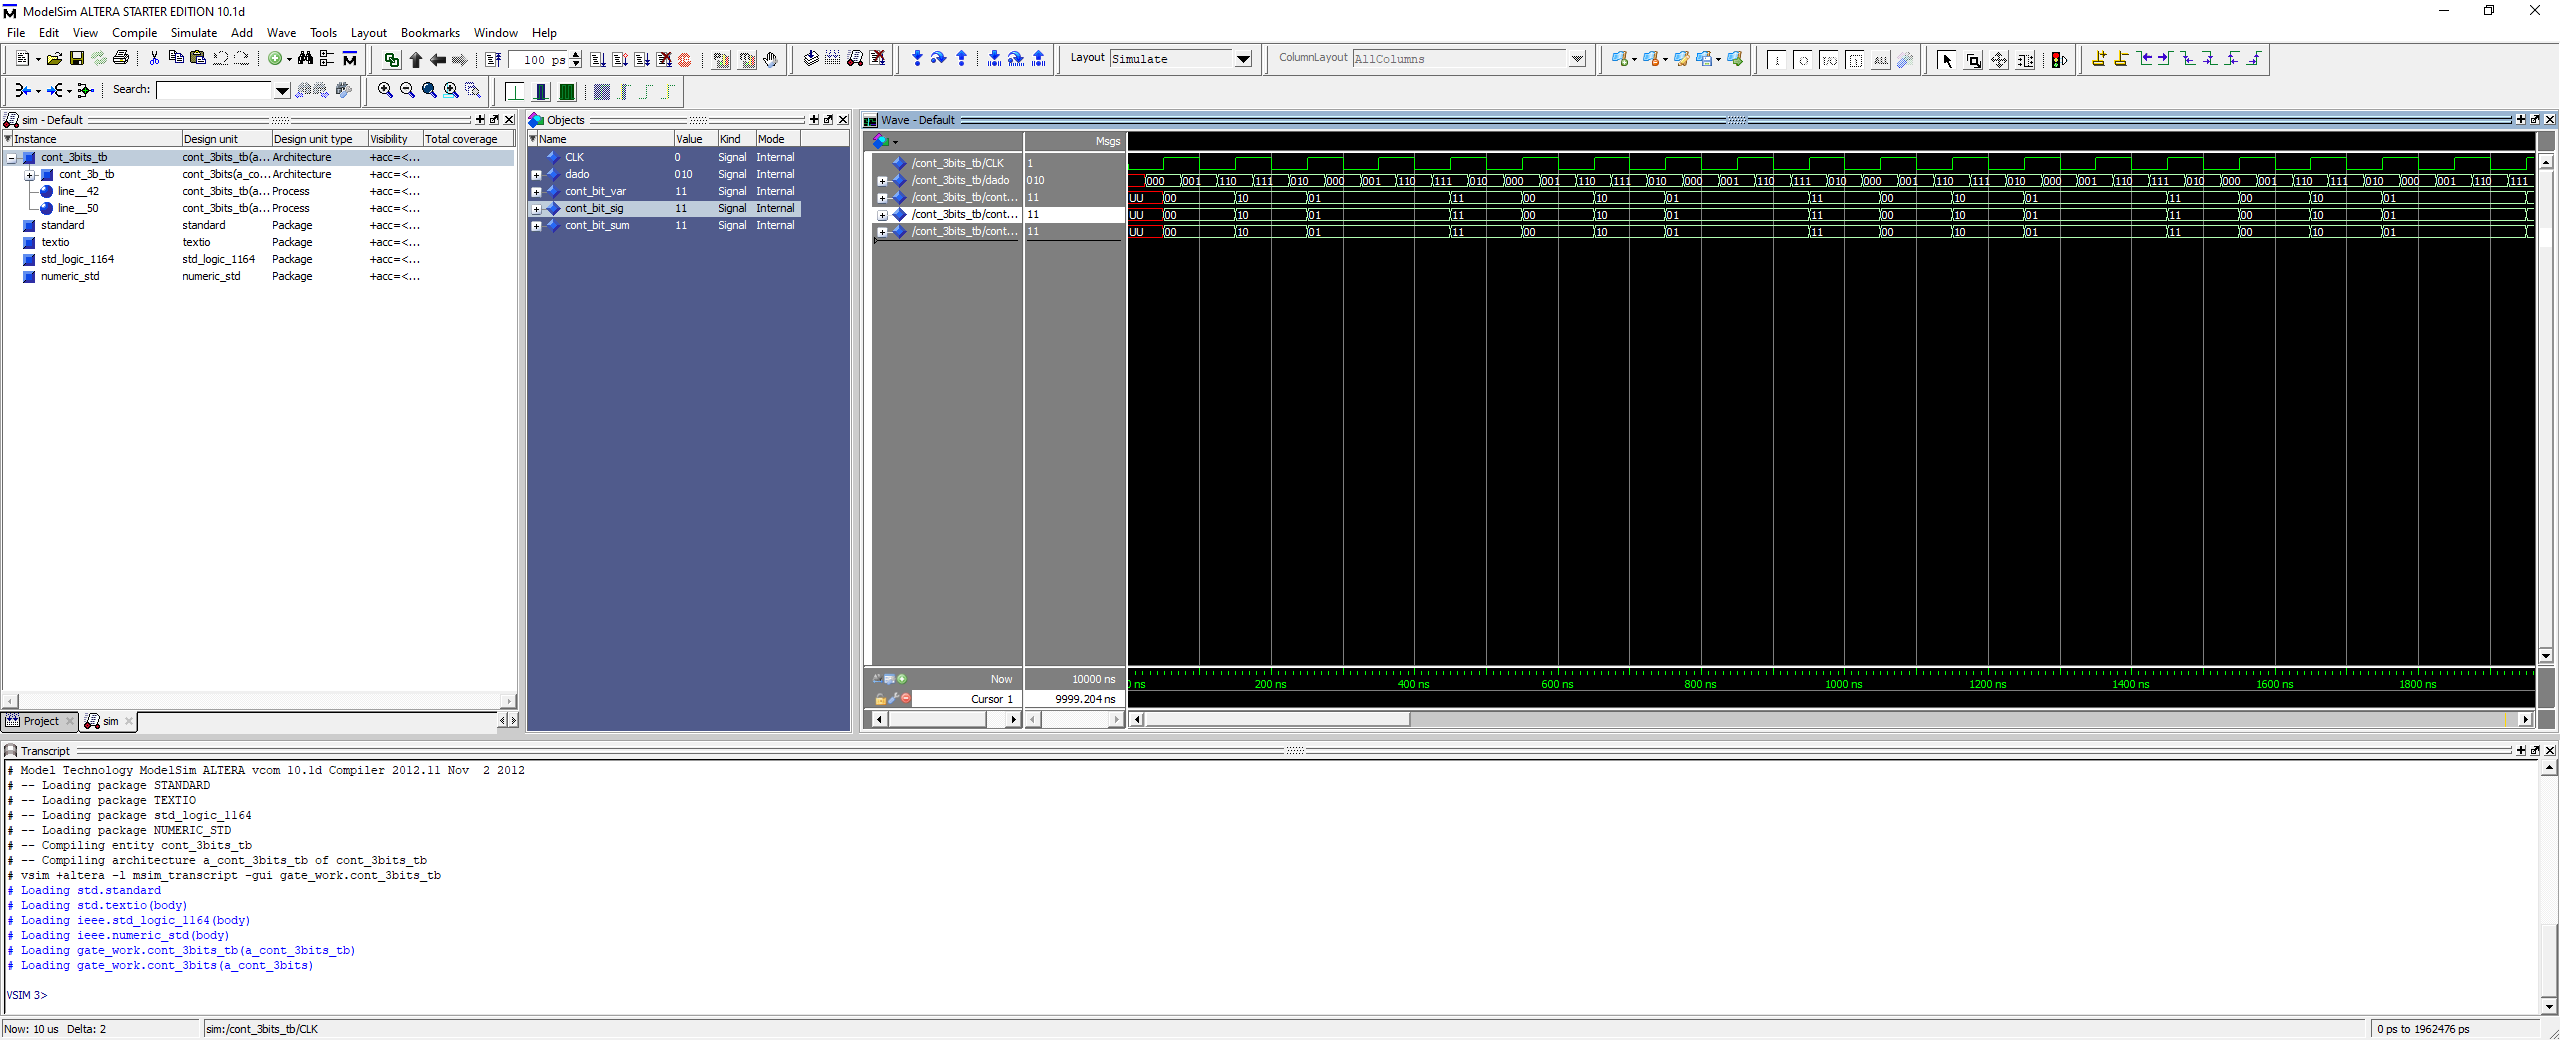 ModelSim ALTERA STARTER EDITION 10.1d
File Edit View Compile Simulate Add Wave Tools Layout Bookmarks Window Help
100 ps
Layout Simulate
ColumnLayout AllColumns
Search:
sim - Default
Instance Design unit Design unit type Visibility Total coverage
cont_3bits_tb cont_3bits_tb(a... Architecture +acc=<...
cont_3b_tb cont_3bits(a_co... Architecture +acc=<...
line__42 cont_3bits_tb(a... Process +acc=<...
line__50 cont_3bits_tb(a... Process +acc=<...
standard standard Package +acc=<...
textio textio Package +acc=<...
std_logic_1164 std_logic_1164 Package +acc=<...
numeric_std numeric_std Package +acc=<...
Project sim
Objects
Name Value Kind Mode
CLK 0 Signal Internal
dado 010 Signal Internal
cont_bit_var 11 Signal Internal
cont_bit_sig 11 Signal Internal
cont_bit_sum 11 Signal Internal
Wave - Default
Msgs
/cont_3bits_tb/CLK 1
/cont_3bits_tb/dado 010 000 001 110 111 010 000 001 110 111 010 000 001 110 111 010 000 001 110 111 010 000 001 110 111 010 000 001 110 111 010 000 001 110 111 010 000 001 110 111
/cont_3bits_tb/cont... 11 UU 00 10 01 11 00 10 01 11 00 10 01 11 00 10 01
/cont_3bits_tb/cont... 11 UU 00 10 01 11 00 10 01 11 00 10 01 11 00 10 01
/cont_3bits_tb/cont... 11 UU 00 10 01 11 00 10 01 11 00 10 01 11 00 10 01
Now 10000 ns
ns 200 ns 400 ns 600 ns 800 ns 1000 ns 1200 ns 1400 ns 1600 ns 1800 ns
Cursor 1 9999.204 ns
Transcript
# Model Technology ModelSim ALTERA vcom 10.1d Compiler 2012.11 Nov  2 2012
# -- Loading package STANDARD
# -- Loading package TEXTIO
# -- Loading package std_logic_1164
# -- Loading package NUMERIC_STD
# -- Compiling entity cont_3bits_tb
# -- Compiling architecture a_cont_3bits_tb of cont_3bits_tb
# vsim +altera -l msim_transcript -gui gate_work.cont_3bits_tb
# Loading std.standard
# Loading std.textio(body)
# Loading ieee.std_logic_1164(body)
# Loading ieee.numeric_std(body)
# Loading gate_work.cont_3bits_tb(a_cont_3bits_tb)
# Loading gate_work.cont_3bits(a_cont_3bits)
VSIM 3>
Now: 10 us Delta: 2
sim:/cont_3bits_tb/CLK
0 ps to 1962476 ps